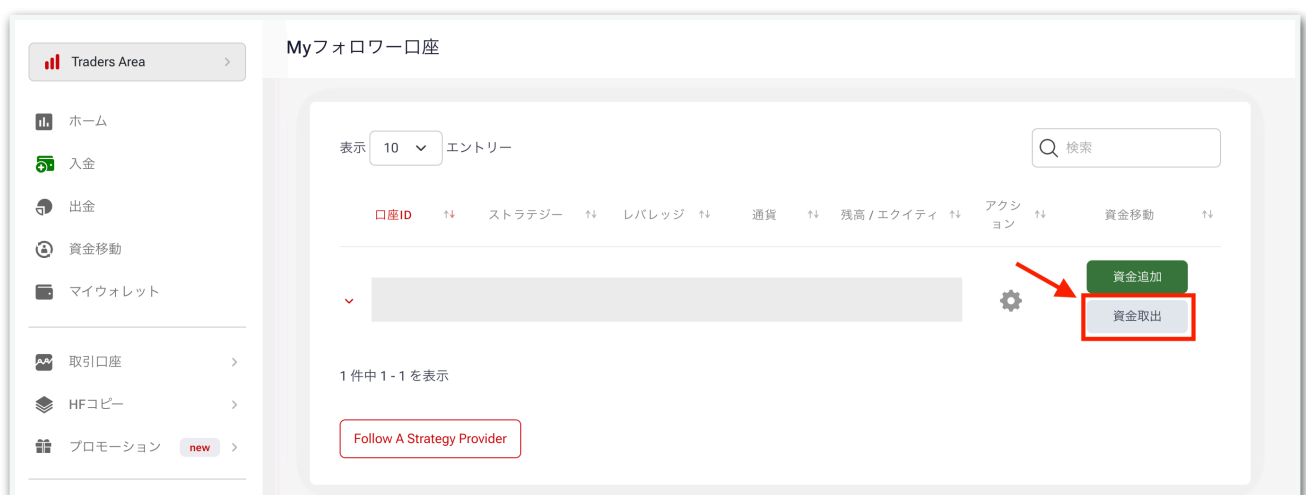 Traders Area
ホーム
入金
出金
資金移動
マイウォレット
取引口座
HFコピー
プロモーション new
Myフォロワー口座
表示 10 エントリー
検索
口座ID ストラテジー レバレッジ 通貨 残高 / エクイティ アクシ 資金移動
ョン
資金追加
資金取出
1 件中 1 - 1 を表示
Follow A Strategy Provider